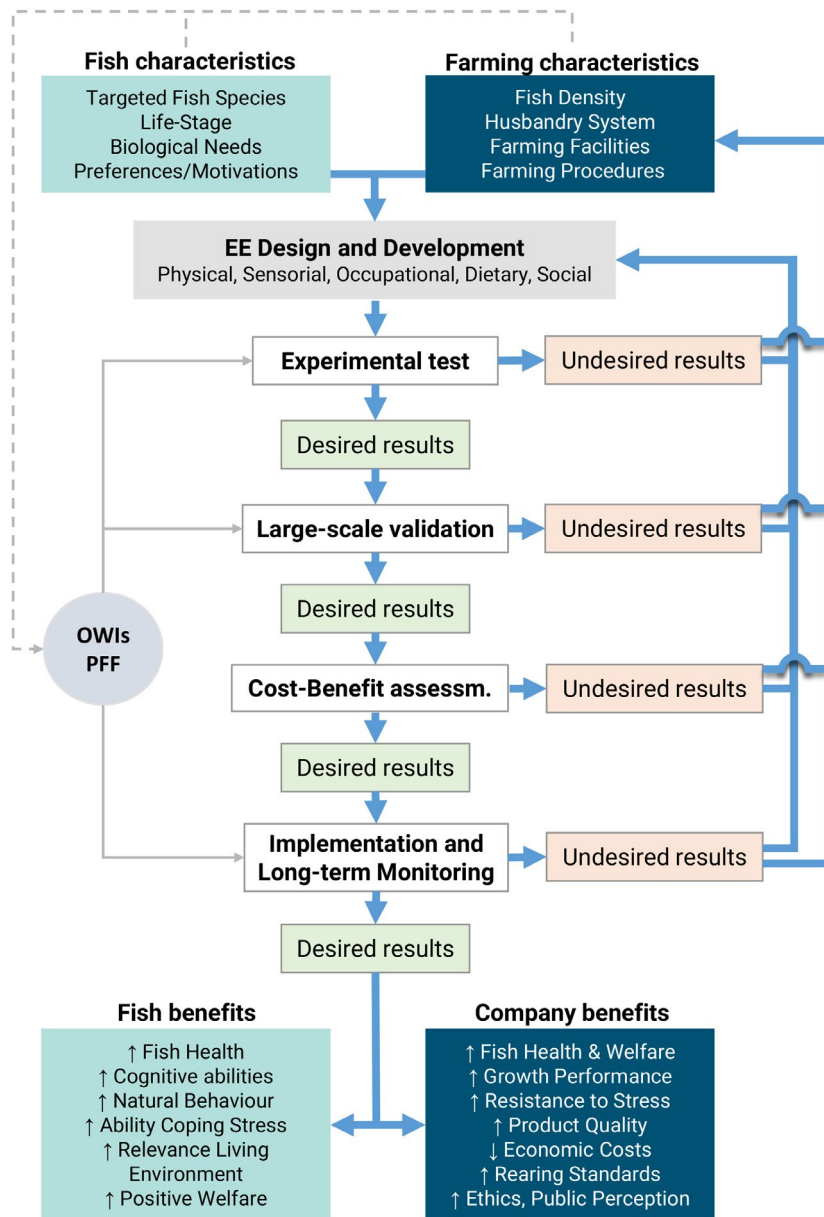 Fish characteristics
Targeted Fish Species
Life-Stage
Biological Needs
Preferences/Motivations
Farming characteristics
Fish Density
Husbandry System
Farming Facilities
Farming Procedures
EE Design and Development
Physical, Sensorial, Occupational, Dietary, Social
Experimental test
Undesired results
Desired results
Large-scale validation
Undesired results
Desired results
OWIs
PFF
Cost-Benefit assessm.
Undesired results
Desired results
Implementation and
Long-term Monitoring
Undesired results
Desired results
Fish benefits
↑ Fish Health
↑ Cognitive abilities
↑ Natural Behaviour
↑ Ability Coping Stress
↑ Relevance Living
Environment
↑ Positive Welfare
Company benefits
↑ Fish Health & Welfare
↑ Growth Performance
↑ Resistance to Stress
↑ Product Quality
↓ Economic Costs
↑ Rearing Standards
↑ Ethics, Public Perception